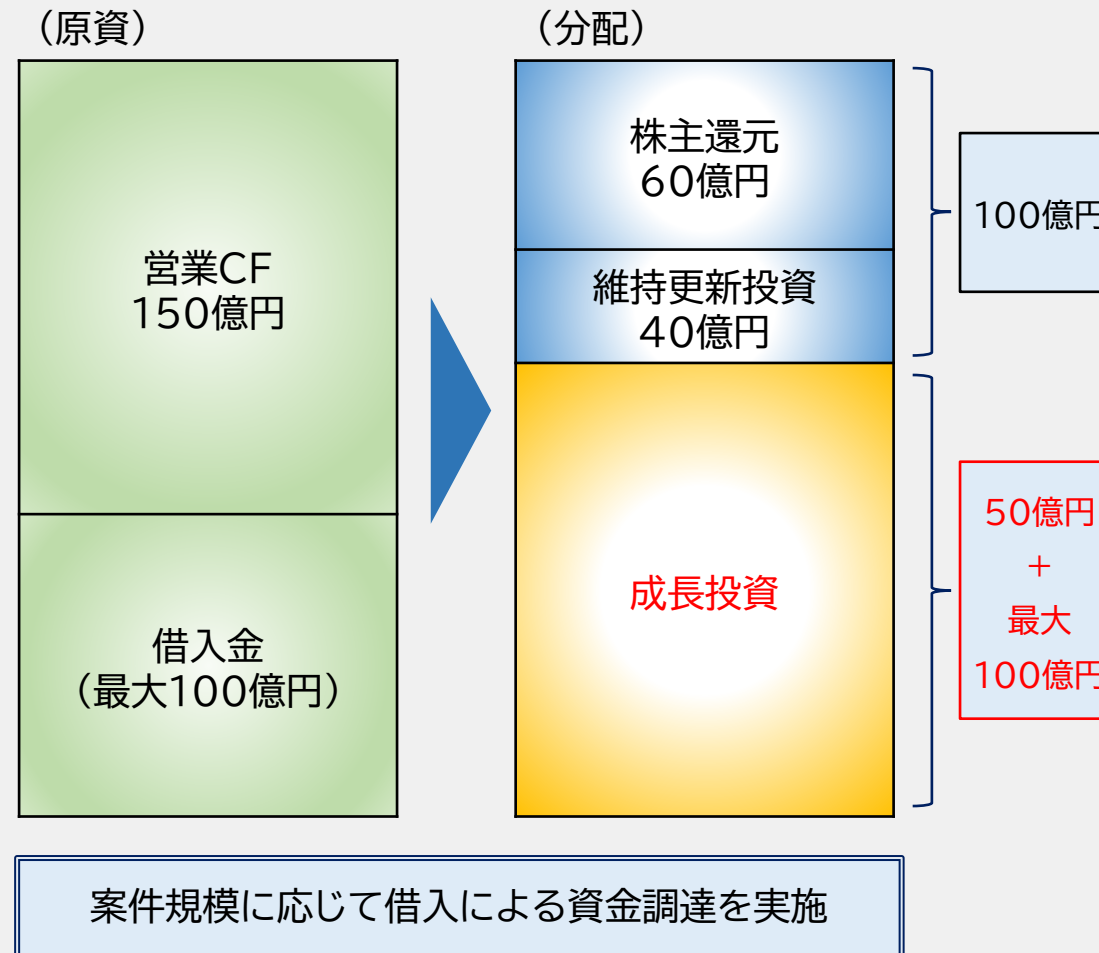 （原資）
営業CF
150億円
借入金
（最大100億円）
（分配）
株主還元
60億円
維持更新投資
40億円
成長投資
100億円
50億円
＋
最大
100億円
案件規模に応じて借入による資金調達を実施